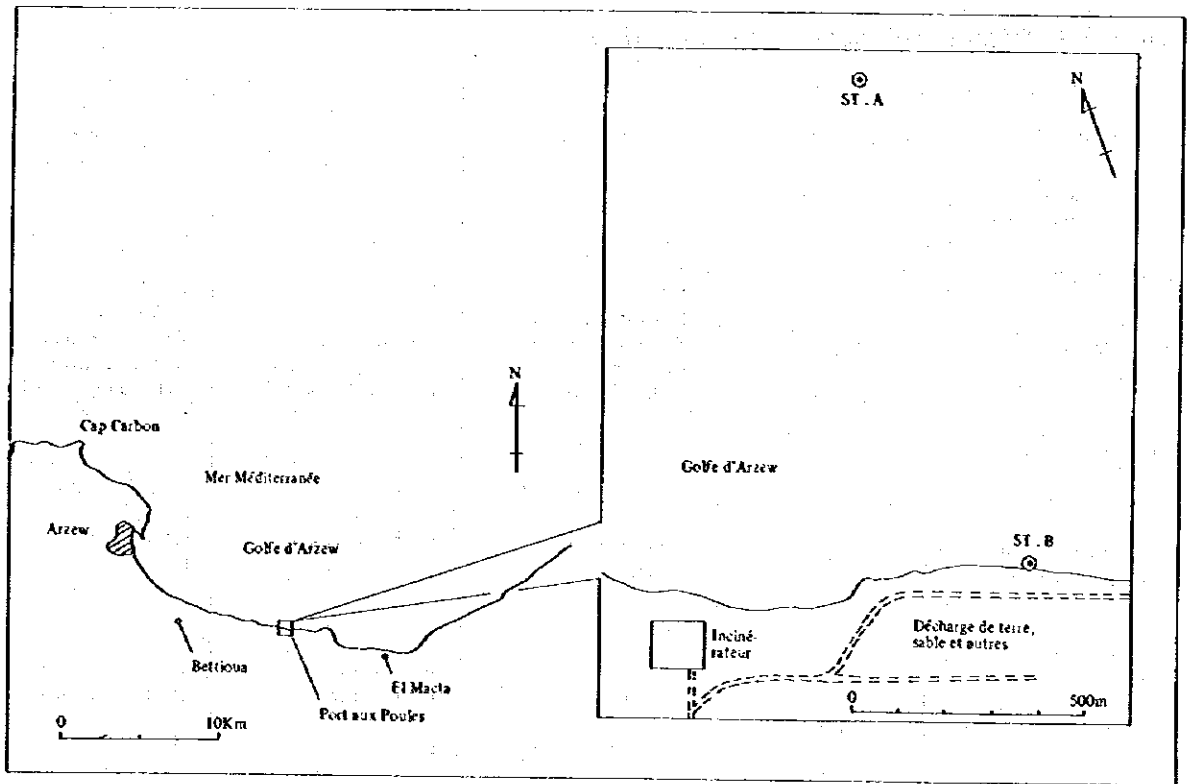 N
ST . A
N
Cap Carbon
Mer Méditerranée
Golfe d'Arzew
Arzew
Golfe d'Arzew
ST . B
Inciné-
rateur
Décharge de terre,
sable et autres
Bettioua
El Macta
Port aux Poules
0 10Km
0 500m